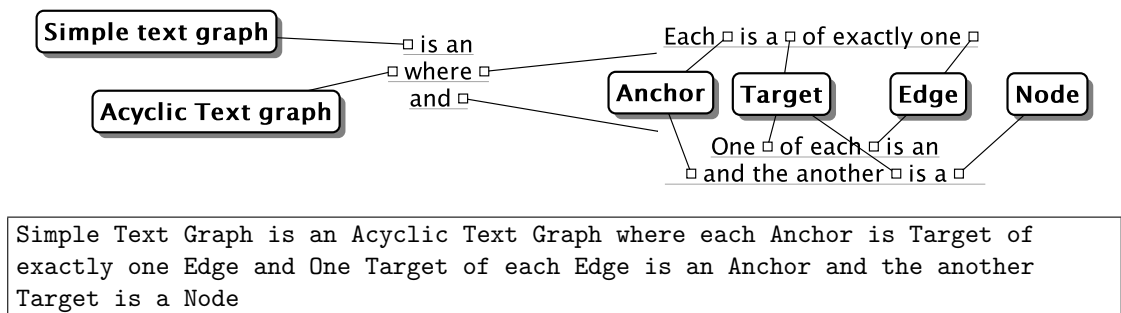 Simple text graph
□ is an
□ where □
Acyclic Text graph
and □
Each □ is a □ of exactly one □
Anchor Target Edge Node
One □ of each □ is an
□ and the another □ is a □
Simple Text Graph is an Acyclic Text Graph where each Anchor is Target of
exactly one Edge and One Target of each Edge is an Anchor and the another
Target is a Node